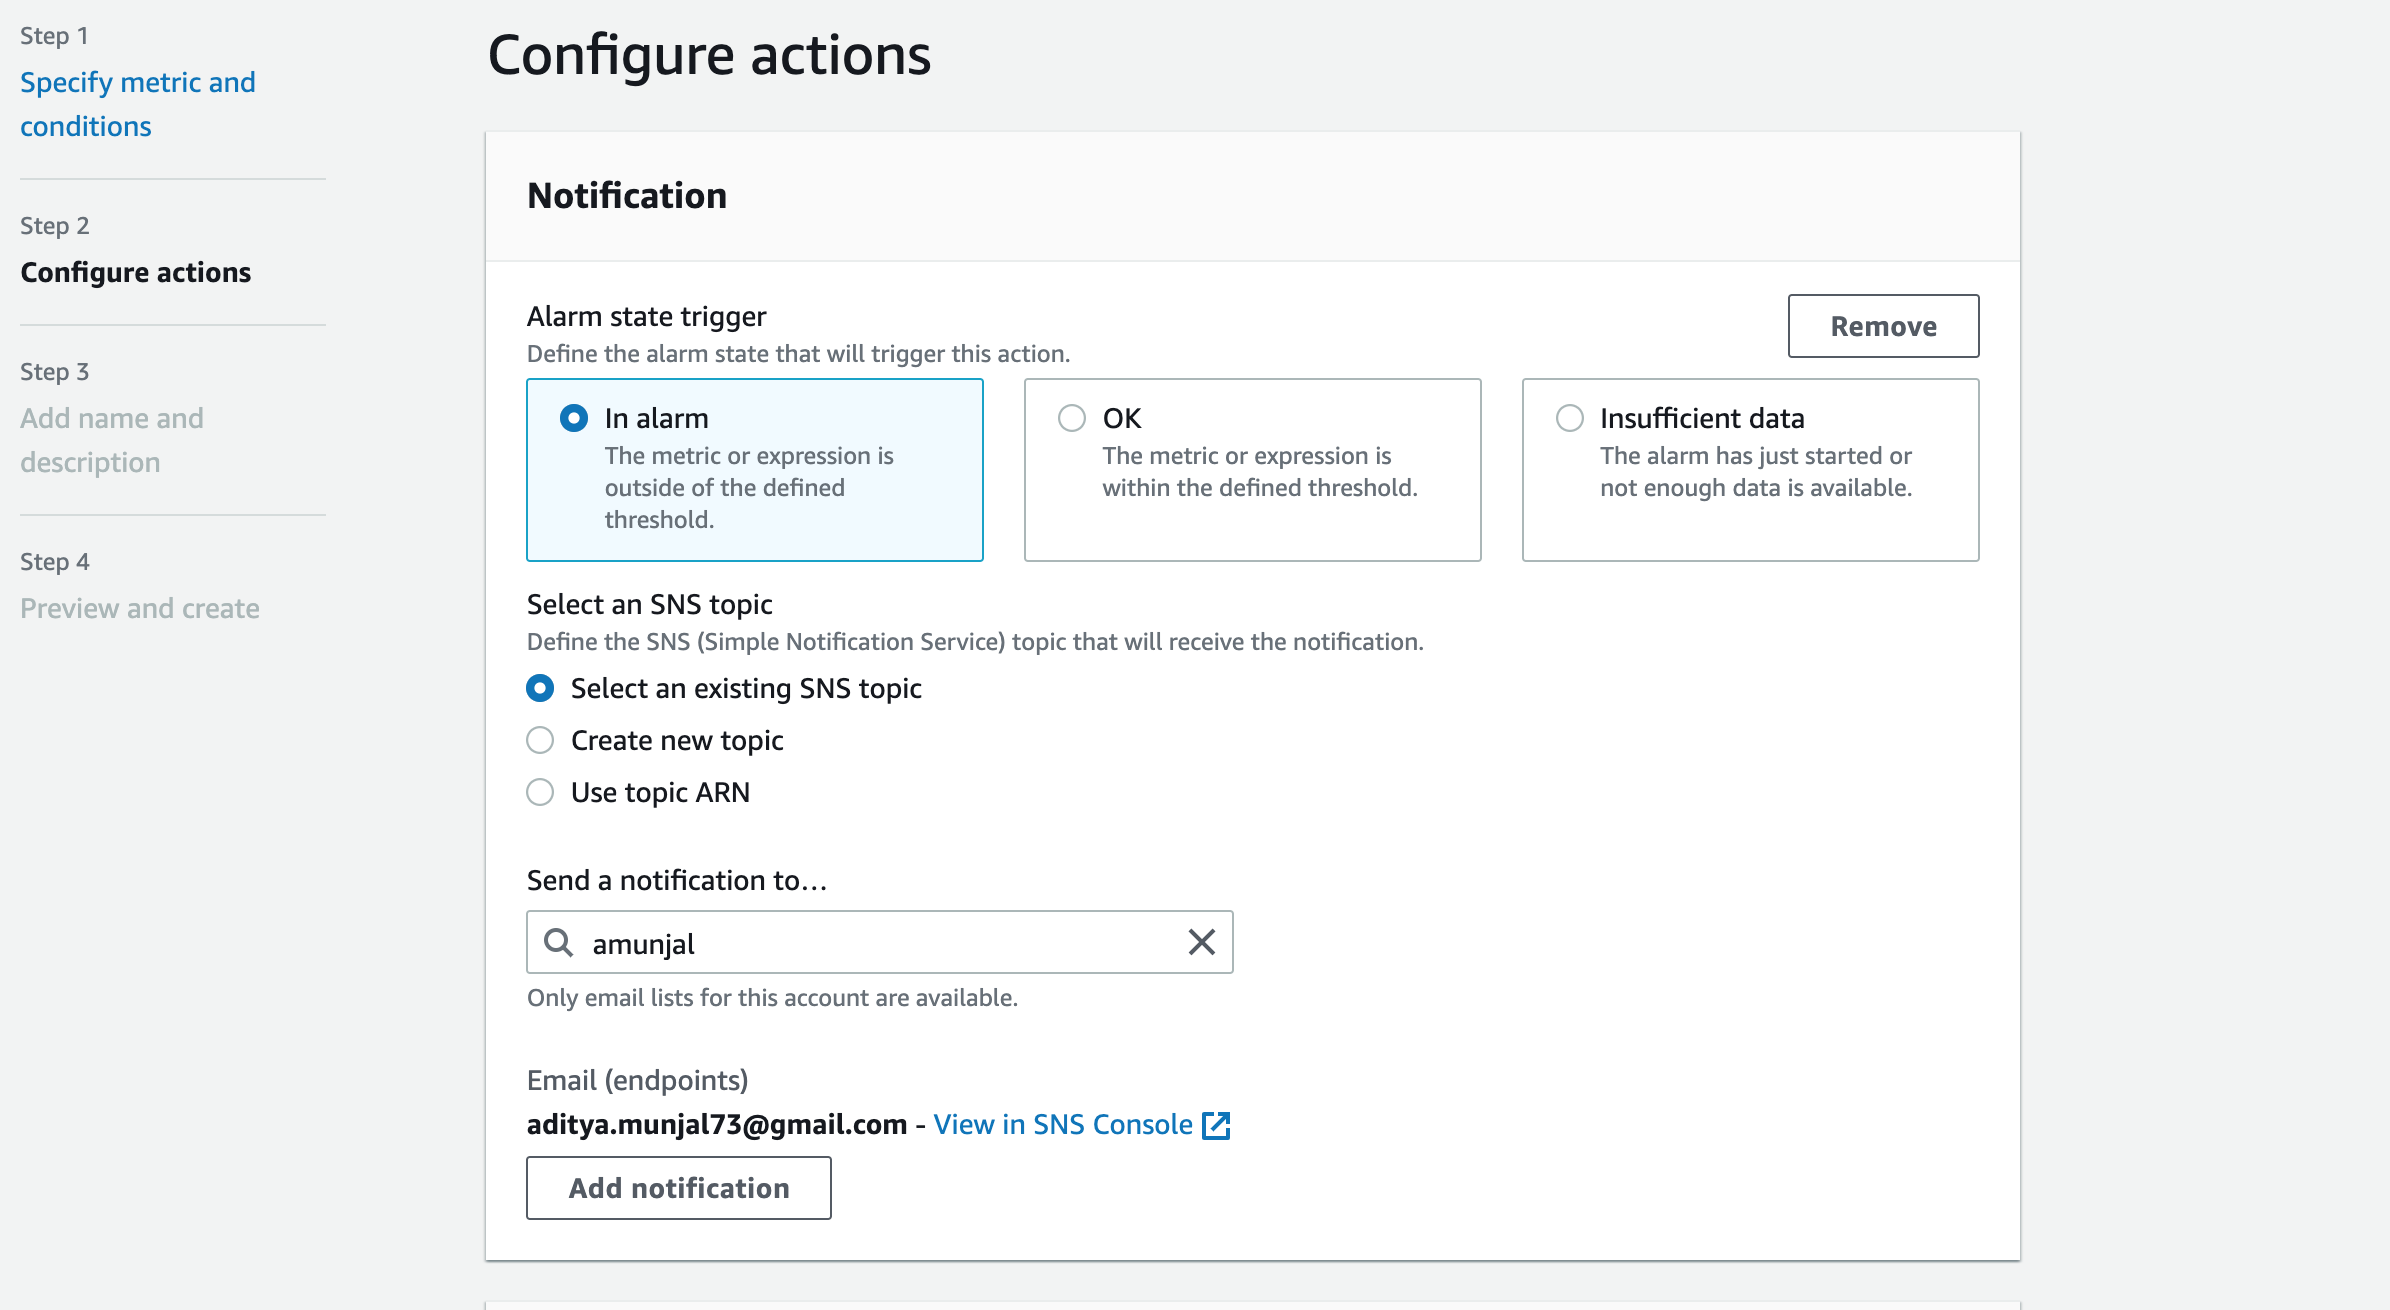 Step 1
Specify metric and
conditions
Step 2
Configure actions
Step 3
Add name and
description
Step 4
Preview and create
Configure actions
Notification
Alarm state trigger
Define the alarm state that will trigger this action.
Remove
In alarm
The metric or expression is
outside of the defined
threshold.
OK
The metric or expression is
within the defined threshold.
Insufficient data
The alarm has just started or
not enough data is available.
Select an SNS topic
Define the SNS (Simple Notification Service) topic that will receive the notification.
Select an existing SNS topic
Create new topic
Use topic ARN
Send a notification to…
amunjal
Only email lists for this account are available.
Email (endpoints)
aditya.munjal73@gmail.com - View in SNS Console
Add notification